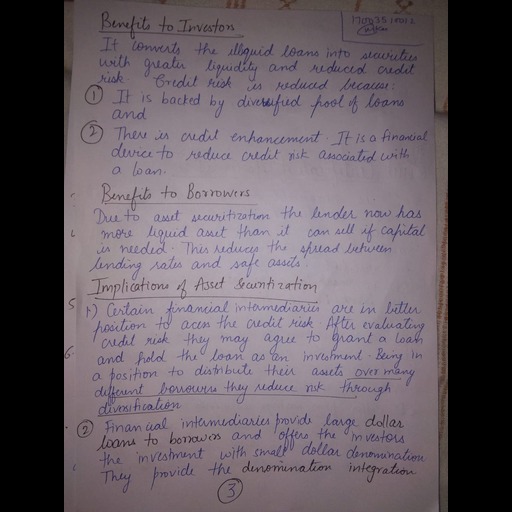 Benefits to Investors
It converts the illiquid loans into securities
with greater liquidity and reduced credit
risk. Credit risk is reduced because:
① It is backed by diversified pool of loans
and
② There is credit enhancement. It is a financial
device to reduce credit risk associated with
a loan.
Benefits to Borrowers
Due to asset securitization the lender now has
more liquid asset than it can sell if capital
is needed. This reduces the spread between
lending rates and safe assets.
Implications of Asset Securitization
1) Certain financial intermediaries are in better
position to acess the credit risk. After evaluating
credit risk they may agree to grant a loan
and hold the loan as an investment. Being in
a position to distribute their assets over many
different borrowers they reduce risk through
diversification
② Financial intermediaries provide large dollar
loans to borrowers and offers the investors
the investment with small dollar denomination
They provide the denomination integration
③